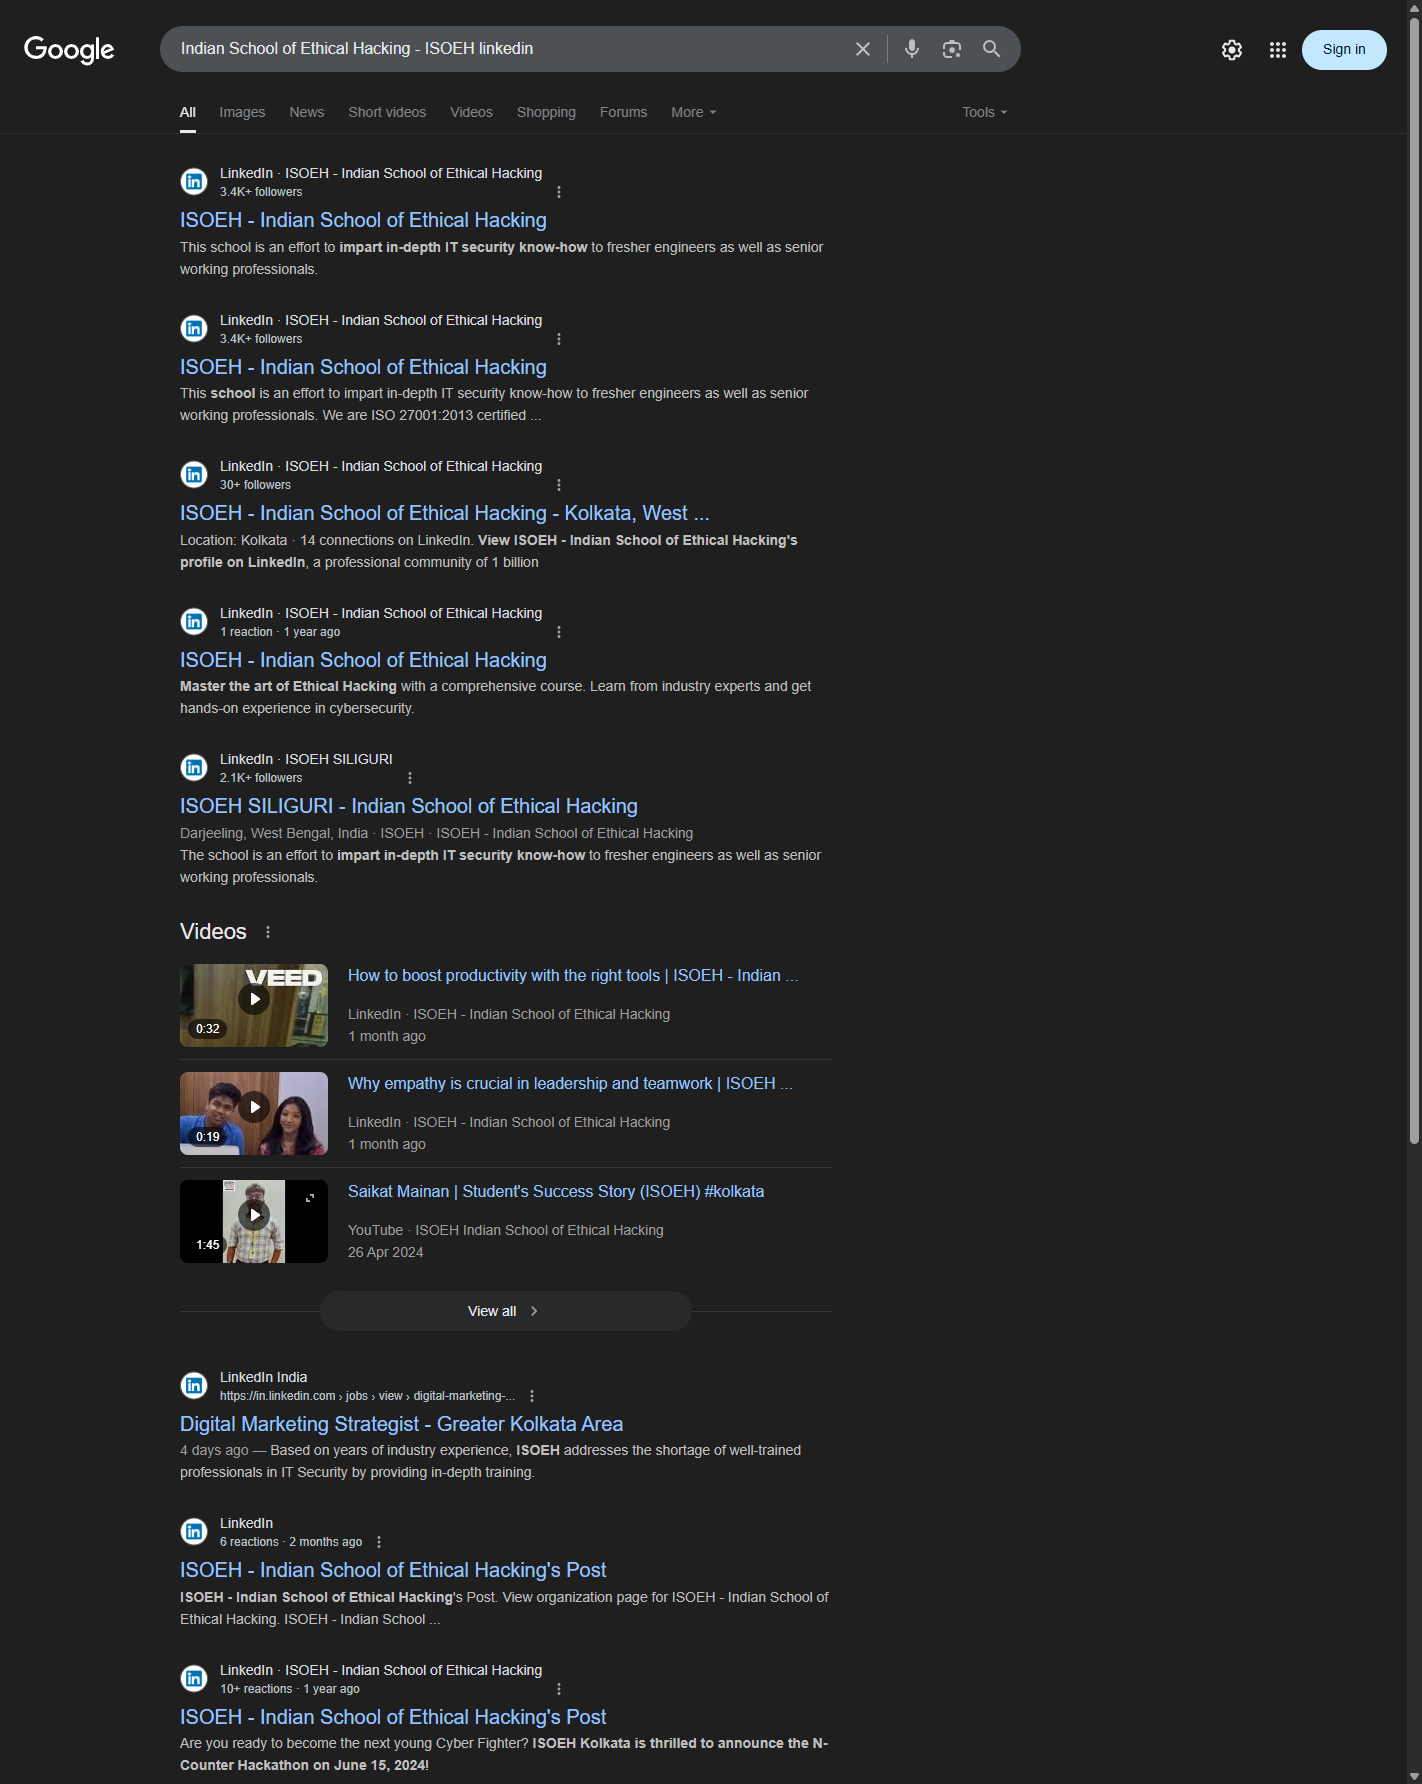 Google
Indian School of Ethical Hacking - ISOEH linkedin
Sign in
All
Images
News
Short videos
Videos
Shopping
Forums
More
Tools
LinkedIn · ISOEH - Indian School of Ethical Hacking
3.4K+ followers
ISOEH - Indian School of Ethical Hacking
This school is an effort to impart in-depth IT security know-how to fresher engineers as well as senior
working professionals.
LinkedIn · ISOEH - Indian School of Ethical Hacking
3.4K+ followers
ISOEH - Indian School of Ethical Hacking
This school is an effort to impart in-depth IT security know-how to fresher engineers as well as senior
working professionals. We are ISO 27001:2013 certified ...
LinkedIn · ISOEH - Indian School of Ethical Hacking
30+ followers
ISOEH - Indian School of Ethical Hacking - Kolkata, West ...
Location: Kolkata · 14 connections on LinkedIn. View ISOEH - Indian School of Ethical Hacking's
profile on LinkedIn, a professional community of 1 billion
LinkedIn · ISOEH - Indian School of Ethical Hacking
1 reaction · 1 year ago
ISOEH - Indian School of Ethical Hacking
Master the art of Ethical Hacking with a comprehensive course. Learn from industry experts and get
hands-on experience in cybersecurity.
LinkedIn · ISOEH SILIGURI
2.1K+ followers
ISOEH SILIGURI - Indian School of Ethical Hacking
Darjeeling, West Bengal, India · ISOEH · ISOEH - Indian School of Ethical Hacking
The school is an effort to impart in-depth IT security know-how to fresher engineers as well as senior
working professionals.
Videos
VEED
0:32
How to boost productivity with the right tools | ISOEH - Indian ...
LinkedIn · ISOEH - Indian School of Ethical Hacking
1 month ago
0:19
Why empathy is crucial in leadership and teamwork | ISOEH ...
LinkedIn · ISOEH - Indian School of Ethical Hacking
1 month ago
1:45
Saikat Mainan | Student's Success Story (ISOEH) #kolkata
YouTube · ISOEH Indian School of Ethical Hacking
26 Apr 2024
View all
LinkedIn India
https://in.linkedin.com › jobs › view › digital-marketing-...
Digital Marketing Strategist - Greater Kolkata Area
4 days ago — Based on years of industry experience, ISOEH addresses the shortage of well-trained
professionals in IT Security by providing in-depth training.
LinkedIn
6 reactions · 2 months ago
ISOEH - Indian School of Ethical Hacking's Post
ISOEH - Indian School of Ethical Hacking's Post. View organization page for ISOEH - Indian School of
Ethical Hacking. ISOEH - Indian School ...
LinkedIn · ISOEH - Indian School of Ethical Hacking
10+ reactions · 1 year ago
ISOEH - Indian School of Ethical Hacking's Post
Are you ready to become the next young Cyber Fighter? ISOEH Kolkata is thrilled to announce the N-
Counter Hackathon on June 15, 2024!